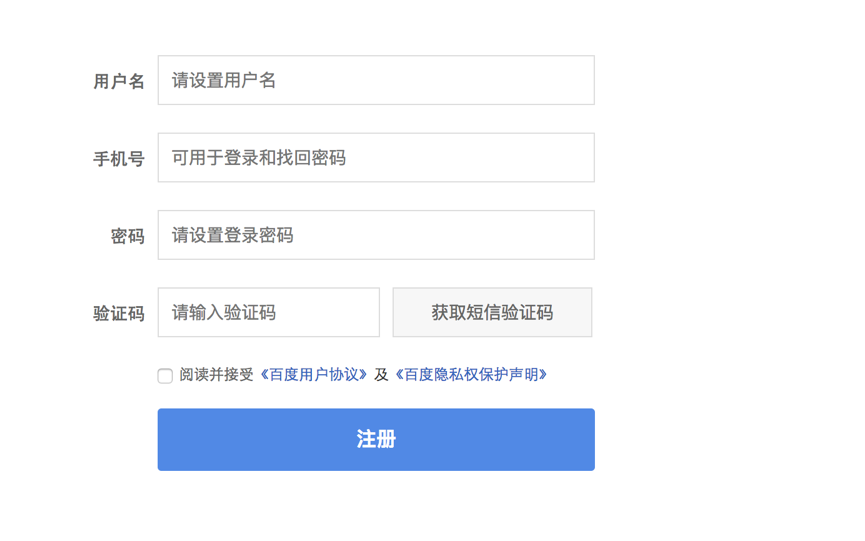 用户名 请设置用户名
手机号 可用于登录和找回密码
密码 请设置登录密码
验证码 请输入验证码 获取短信验证码
阅读并接受《百度用户协议》及《百度隐私权保护声明》
注册